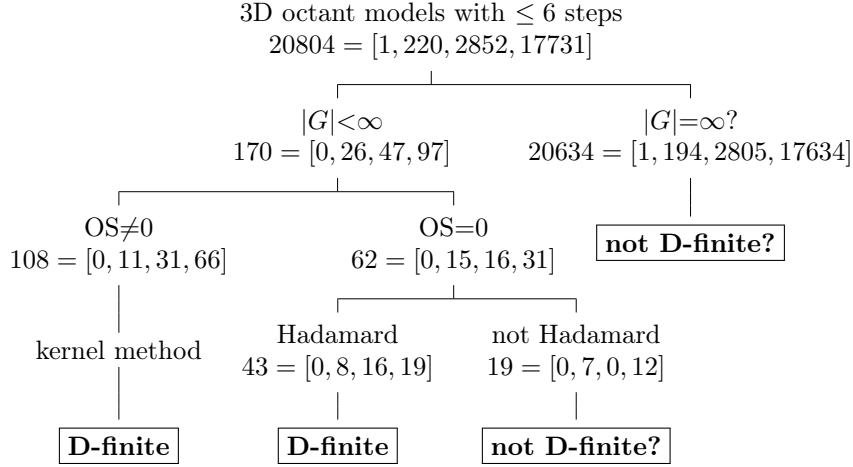 3D octant models with ≤ 6 steps
20804 = [1, 220, 2852, 17731]
|G|<∞
170 = [0, 26, 47, 97]
|G|=∞?
20634 = [1, 194, 2805, 17634]
OS≠0
108 = [0, 11, 31, 66]
OS=0
62 = [0, 15, 16, 31]
not D-finite?
kernel method
Hadamard
43 = [0, 8, 16, 19]
not Hadamard
19 = [0, 7, 0, 12]
D-finite
D-finite
not D-finite?